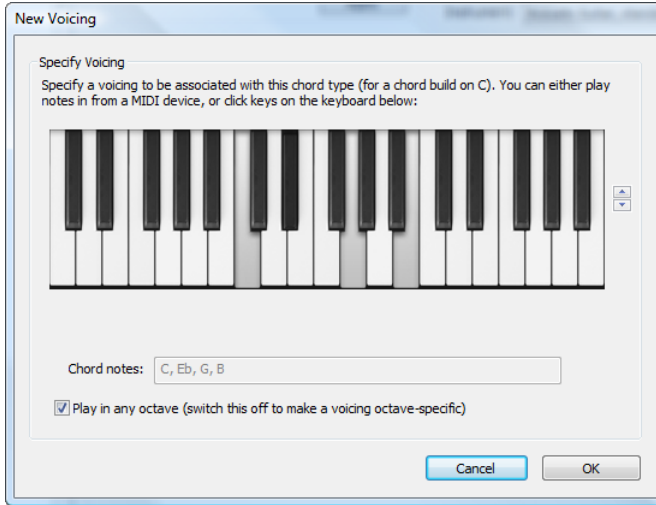 New Voicing
Specify Voicing
Specify a voicing to be associated with this chord type (for a chord build on C). You can either play
notes in from a MIDI device, or click keys on the keyboard below:
Chord notes: C, Eb, G, B
Play in any octave (switch this off to make a voicing octave-specific)
Cancel OK